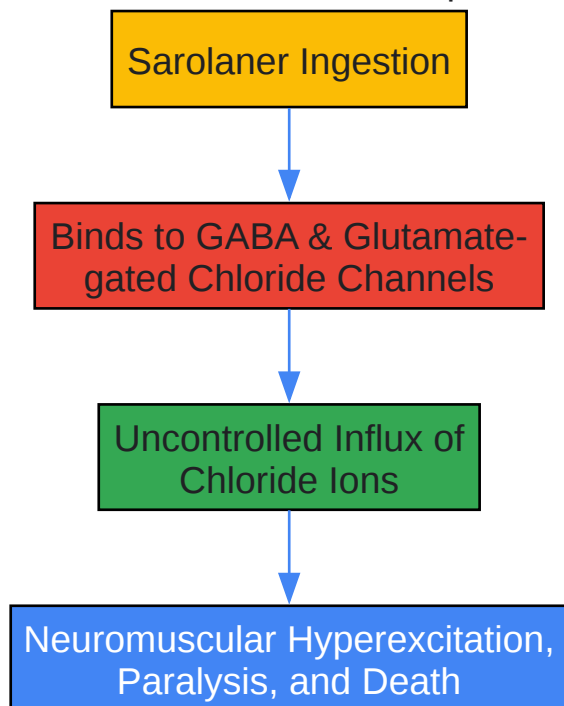 Sarolaner Ingestion
Binds to GABA & Glutamate-
gated Chloride Channels
Uncontrolled Influx of
Chloride Ions
Neuromuscular Hyperexcitation,
Paralysis, and Death